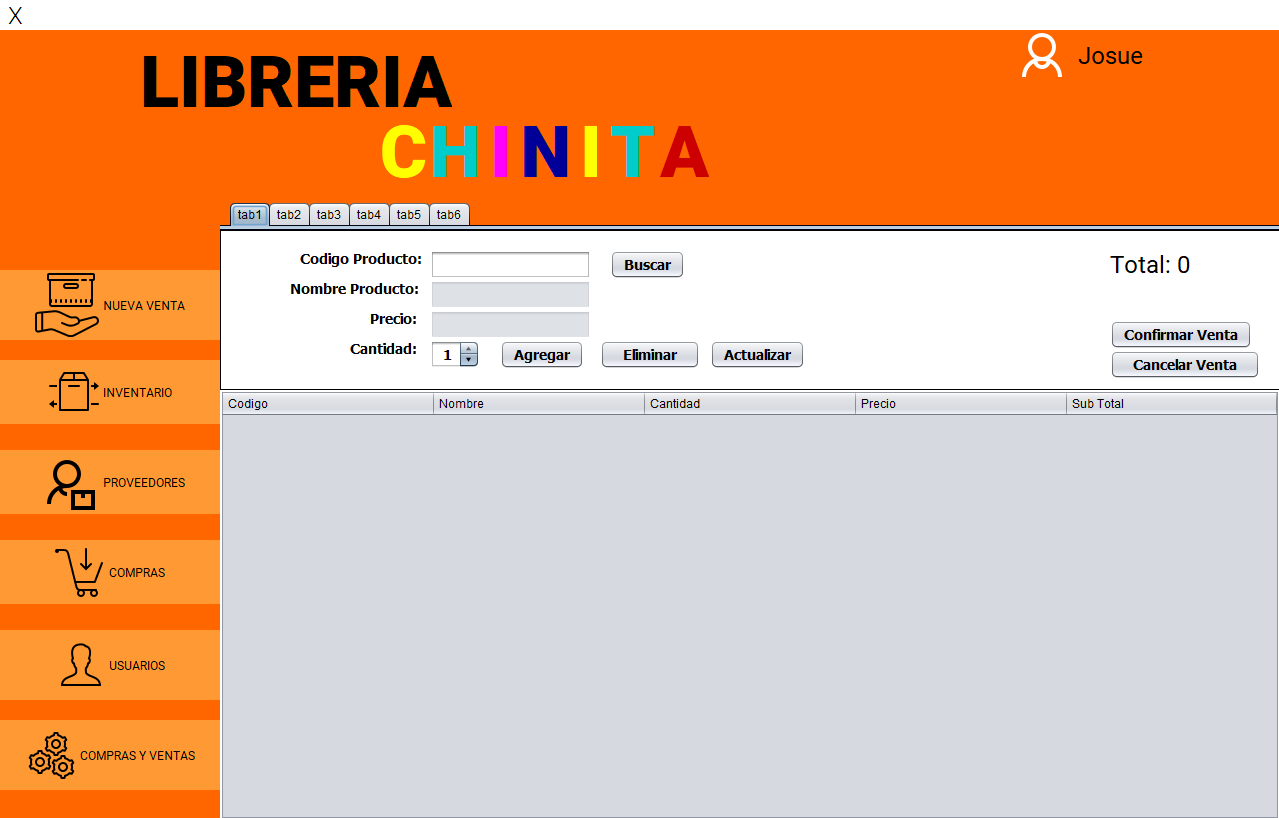 X
LIBRERIA
Josue
CHINITA
tab1 tab2 tab3 tab4 tab5 tab6
Codigo Producto: Buscar Total: 0
Nombre Producto:
Precio:
Cantidad: 1 Agregar Eliminar Actualizar
Confirmar Venta
Cancelar Venta
Codigo Nombre Cantidad Precio Sub Total
NUEVA VENTA
INVENTARIO
PROVEEDORES
COMPRAS
USUARIOS
COMPRAS Y VENTAS